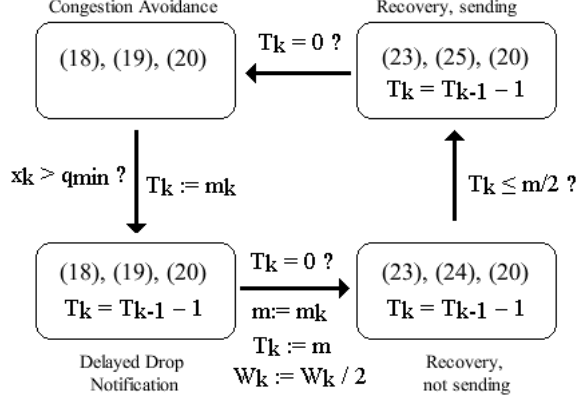 Congestion Avoidance
Recovery, sending
(18), (19), (20)
Tk = 0 ?
(23), (25), (20)
Tk = Tk-1 − 1
xk > qmin ?
Tk := mk
Tk ≤ m/2 ?
(18), (19), (20)
Tk = Tk-1 − 1
Tk = 0 ?
m:= mk
Tk := m
Wk := Wk / 2
(23), (24), (20)
Tk = Tk-1 − 1
Delayed Drop
Notification
Recovery,
not sending